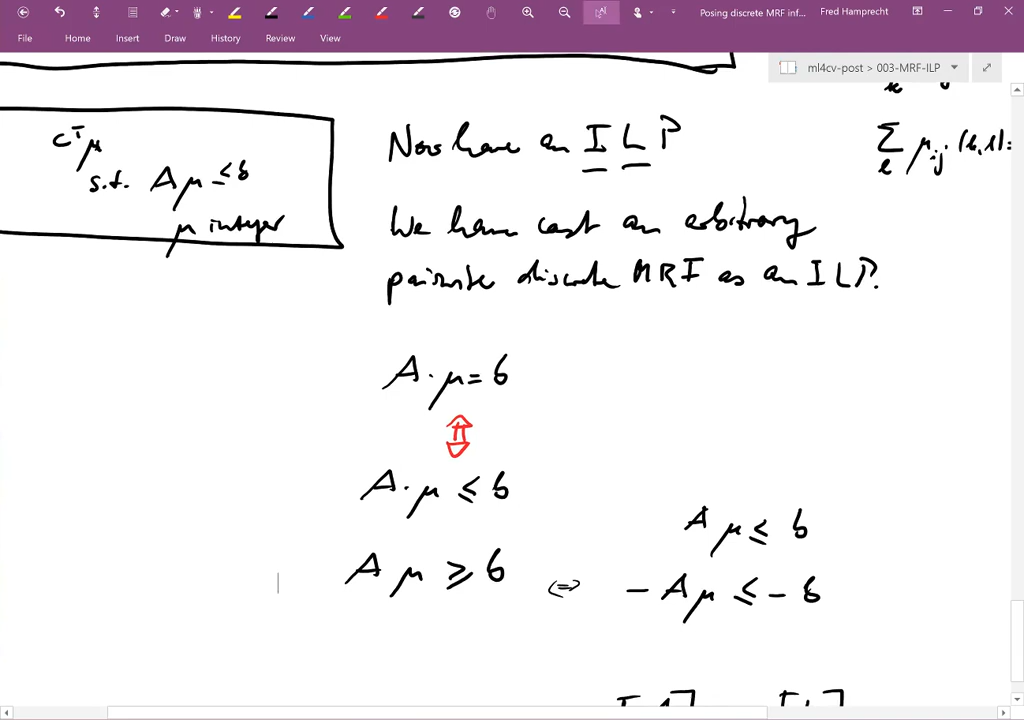 Posing discrete MRF inf... Fred Hamprecht
File Home Insert Draw History Review View
ml4cv-post > 003-MRF-ILP
cᵀμ
s.t. Aμ ≤ b
μ integer
Now have an ILP
We have cast an arbitrary
pairwise discrete MRF as an ILP.
A·μ = b
⇕
A·μ ≤ b
Aμ ≥ b ⇔
Aμ ≤ b
-Aμ ≤ -b